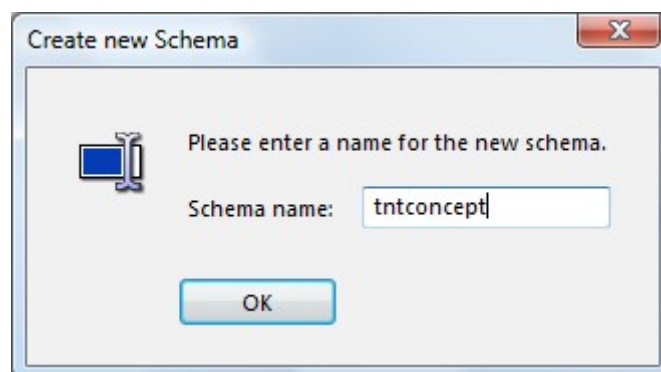 Create new Schema
Please enter a name for the new schema.
Schema name: tntconcept
OK